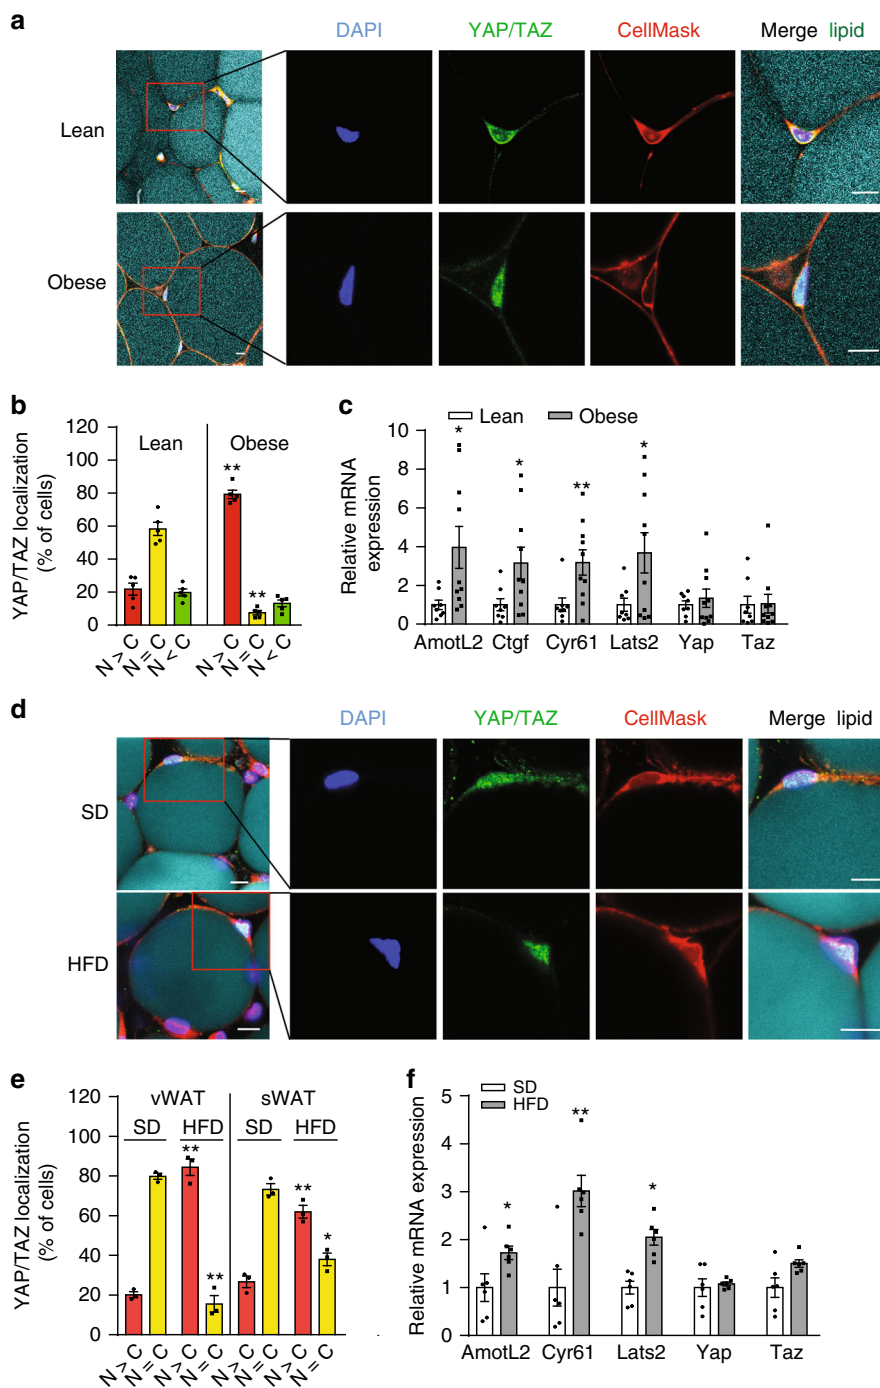 a
DAPI YAP/TAZ CellMask Merge lipid
Lean
Obese
b
YAP/TAZ localization
(% of cells)
120
100
80
60
40
20
0
Lean Obese
** **
N > C N = C N < C N > C N = C N < C
c
Lean Obese
Relative mRNA
expression
10
8
6
4
2
0
* * ** *
AmotL2 Ctgf Cyr61 Lats2 Yap Taz
d
DAPI YAP/TAZ CellMask Merge lipid
SD
HFD
e
YAP/TAZ localization
(% of cells)
120
100
80
60
40
20
0
vWAT sWAT
SD HFD SD HFD
** ** ** *
N > C N = C N > C N = C N > C N = C N > C N = C
f
SD
HFD
Relative mRNA expression
5
4
3
2
1
0
* ** *
AmotL2 Cyr61 Lats2 Yap Taz